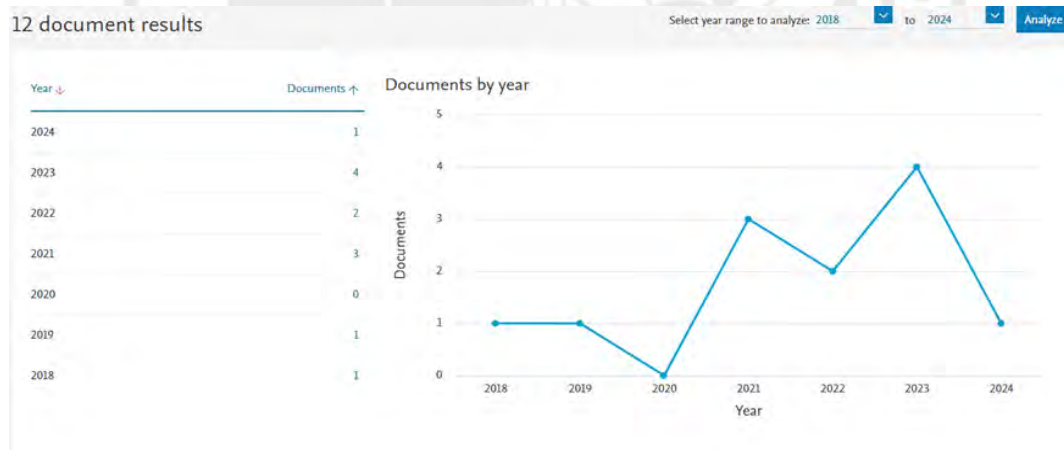 12 document results
Select year range to analyze: 2018 to 2024 Analyze
Year Documents
2024 1
2023 4
2022 2
2021 3
2020 0
2019 1
2018 1
Documents by year
5
4
3
2
1
0
Documents
2018 2019 2020 2021 2022 2023 2024
Year